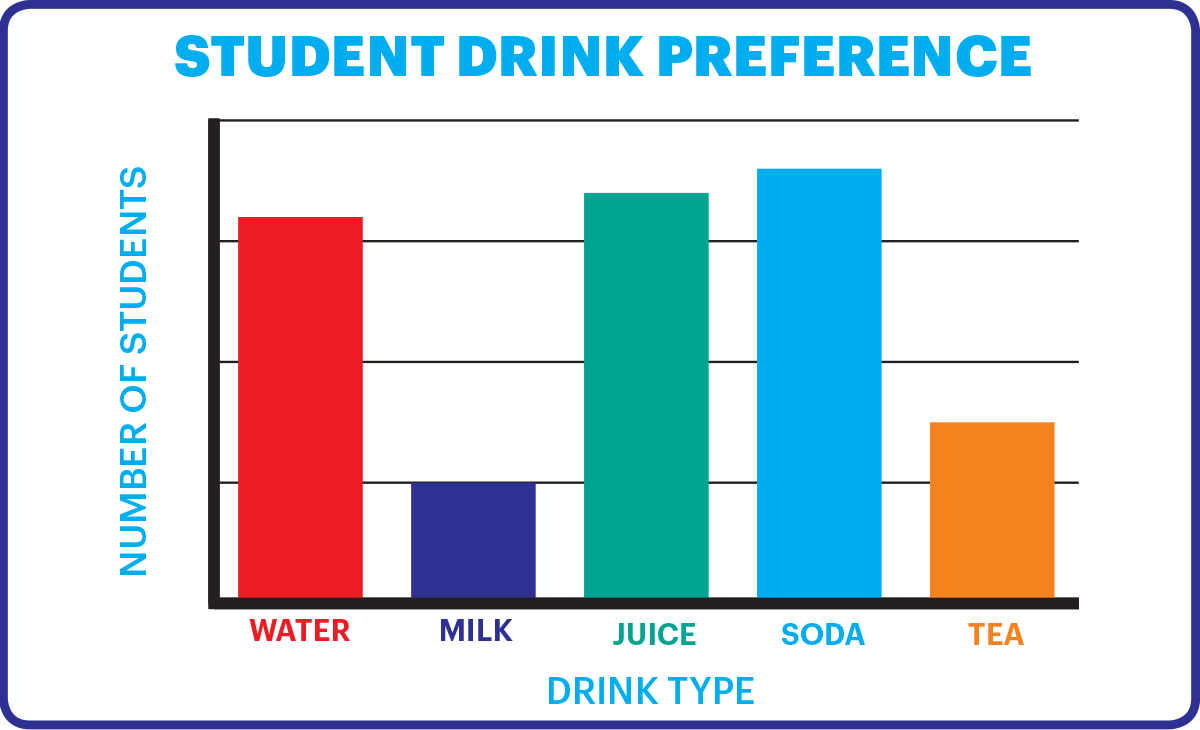 STUDENT DRINK PREFERENCE
NUMBER OF STUDENTS
WATER
MILK
JUICE
SODA
TEA
DRINK TYPE